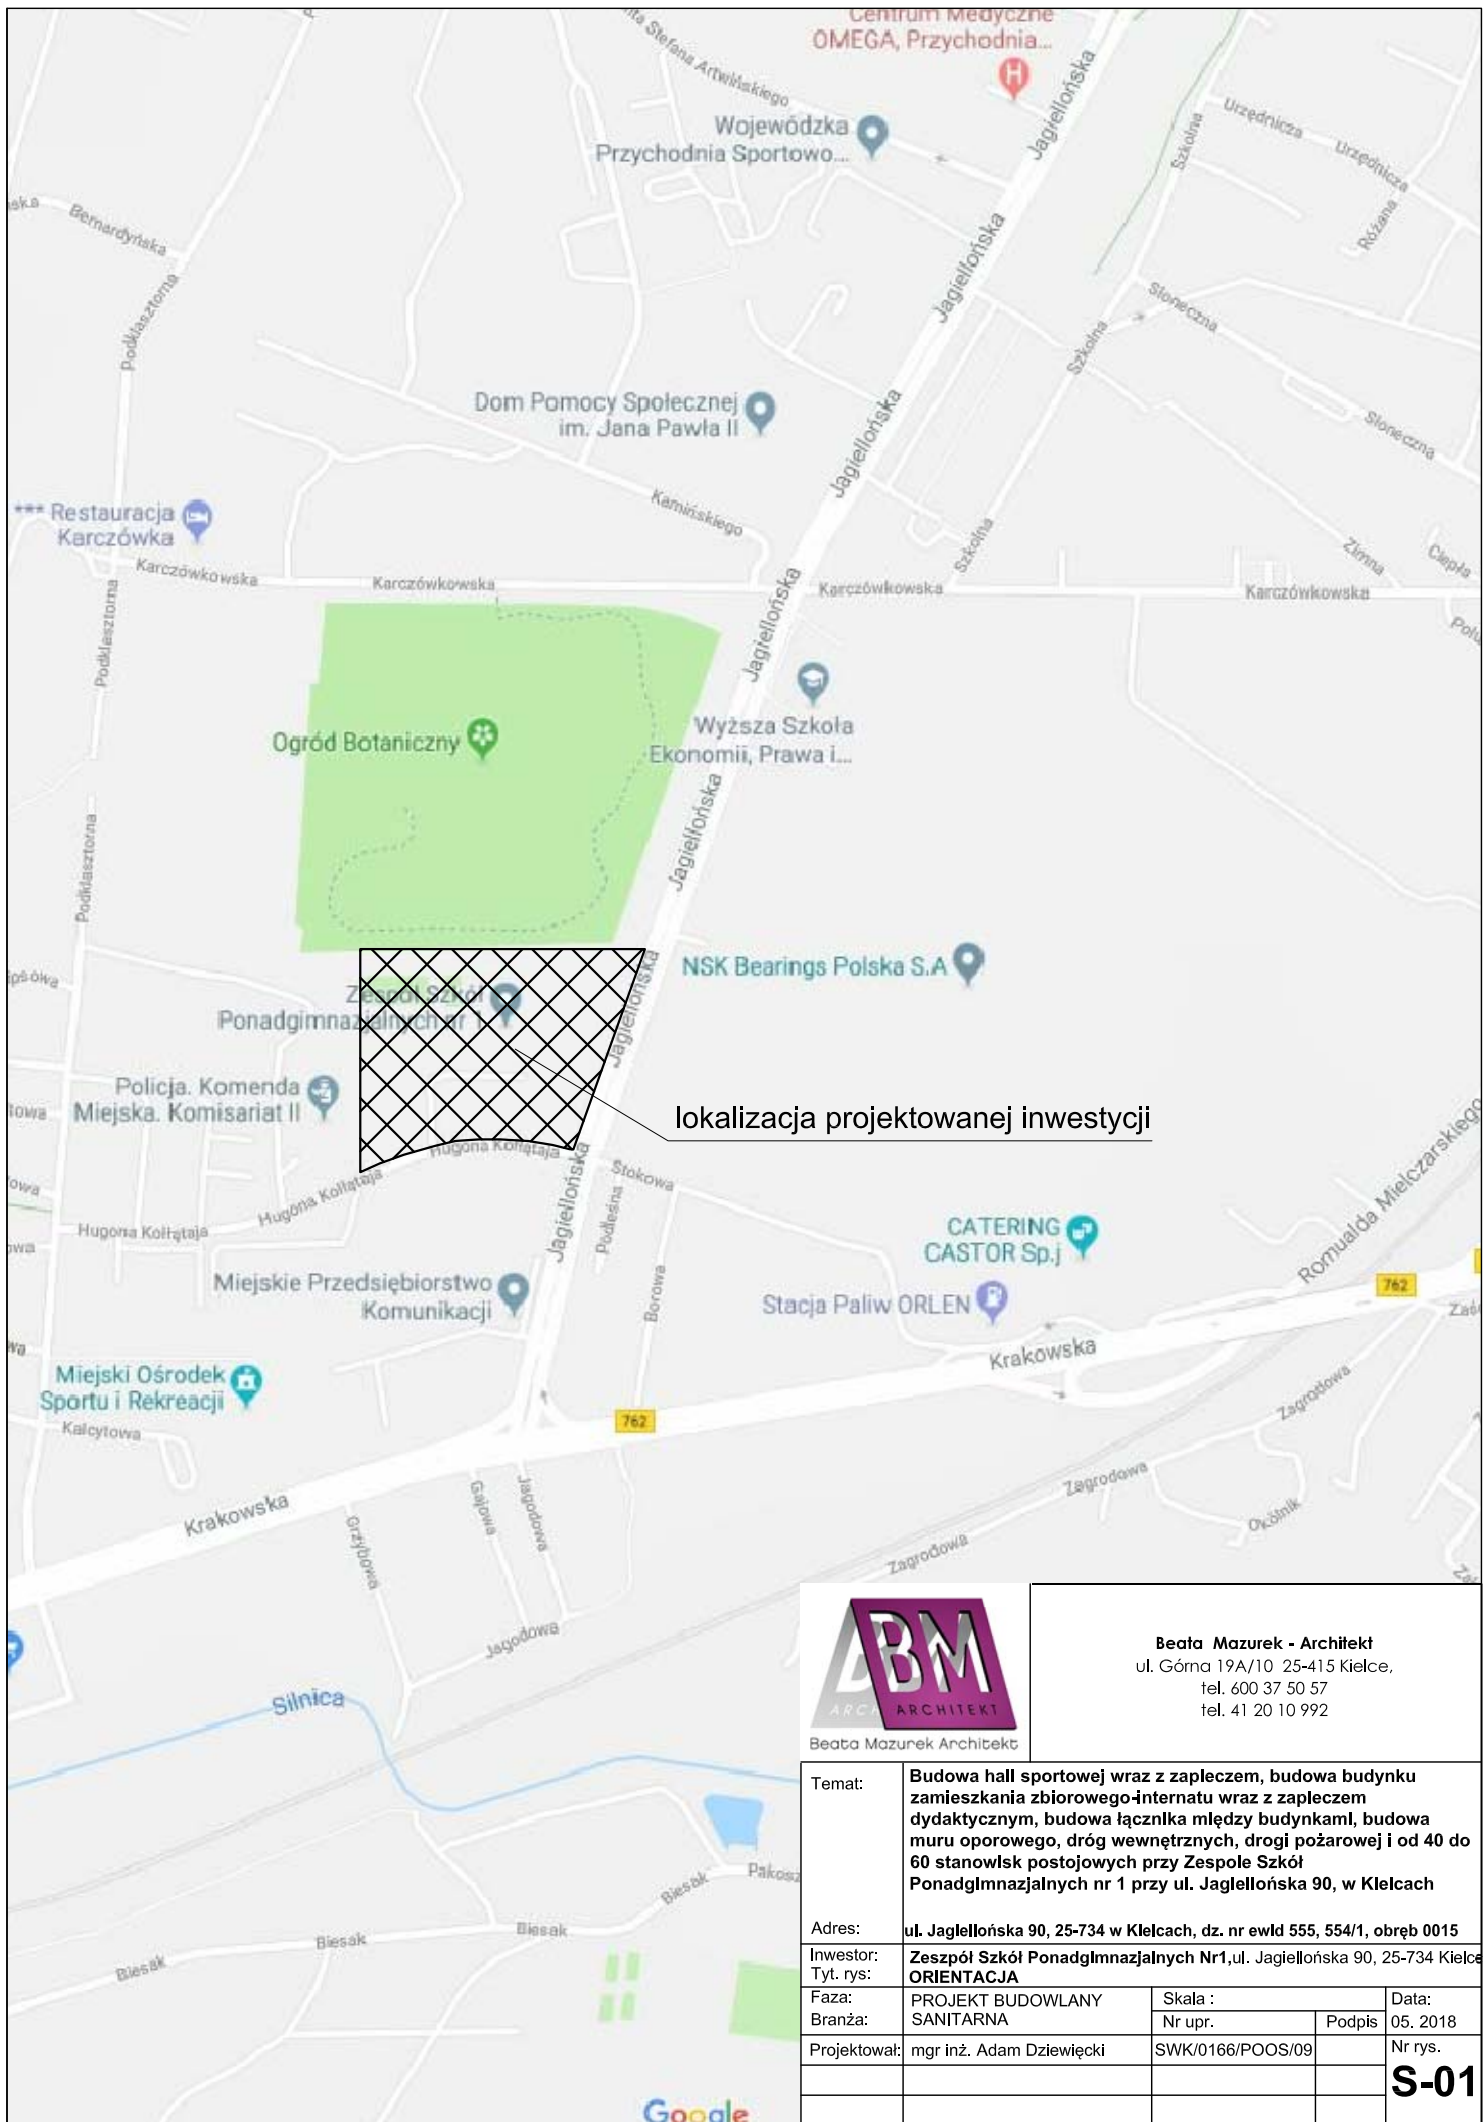 Centrum Medyczne
OMEGA, Przychodnia...
Stefana Artwińskiego
Jagiellońska
Urzędnicza
Urzędnicza
Szkolna
Różana
Wojewódzka
Przychodnia Sportowo...
ska
Bernardyńska
Podklasztorna
Jagiellońska
Słoneczna
Szkolna
Słoneczna
Dom Pomocy Społecznej
im. Jana Pawła II
Jagiellońska
Kamińskiego
Szkolna
Zimna
Ciepła
*** Restauracja
Karczówka
Karczówkowska
Karczówkowska
Karczówkowska
Karczówkowska
Podklasztorna
Jagiellońska
Ogród Botaniczny
Wyższa Szkoła
Ekonomii, Prawa i...
Jagiellońska
Podklasztorna
NSK Bearings Polska S.A
Zespół Szkół
Ponadgimnazjalnych nr 1
Jagiellońska
Policja. Komenda
Miejska. Komisariat II
towa
lokalizacja projektowanej inwestycji
Hugona Kołłątaja
Stokowa
owa
Hugona Kołłątaja
Hugona Kołłątaja
Jagiellońska
Podleśna
Borowa
Romualda Mielczarskiego
CATERING
CASTOR Sp.j
Miejskie Przedsiębiorstwo
Komunikacji
Stacja Paliw ORLEN
762
Krakowska
Miejski Ośrodek
Sportu i Rekreacji
762
Kalcytowa
Zagrodowa
Krakowska
Gajowa
Jagodowa
Grzybowa
Zagrodowa
Okólnik
Zagrodowa
Jagodowa
Silnica
Biesak
Pakosz
Biesak
Biesak
Biesak
Google
BM
ARCH ARCHITEKT
Beata Mazurek Architekt
Beata Mazurek - Architekt
ul. Górna 19A/10 25-415 Kielce,
tel. 600 37 50 57
tel. 41 20 10 992
Temat: Budowa hali sportowej wraz z zapleczem, budowa budynku
zamieszkania zbiorowego-internatu wraz z zapleczem
dydaktycznym, budowa łącznika między budynkami, budowa
muru oporowego, dróg wewnętrznych, drogi pożarowej i od 40 do
60 stanowisk postojowych przy Zespole Szkół
Ponadgimnazjalnych nr 1 przy ul. Jagiellońska 90, w Kielcach
Adres: ul. Jagiellońska 90, 25-734 w Kielcach, dz. nr ewid 555, 554/1, obręb 0015
Inwestor: Zeszpół Szkół Ponadgimnazjalnych Nr1,ul. Jagiellońska 90, 25-734 Kielce
Tyt. rys: ORIENTACJA
Faza: PROJEKT BUDOWLANY Skala : Data:
Branża: SANITARNA Nr upr. Podpis 05. 2018
Projektował: mgr inż. Adam Dziewięcki SWK/0166/POOS/09 Nr rys.
S-01